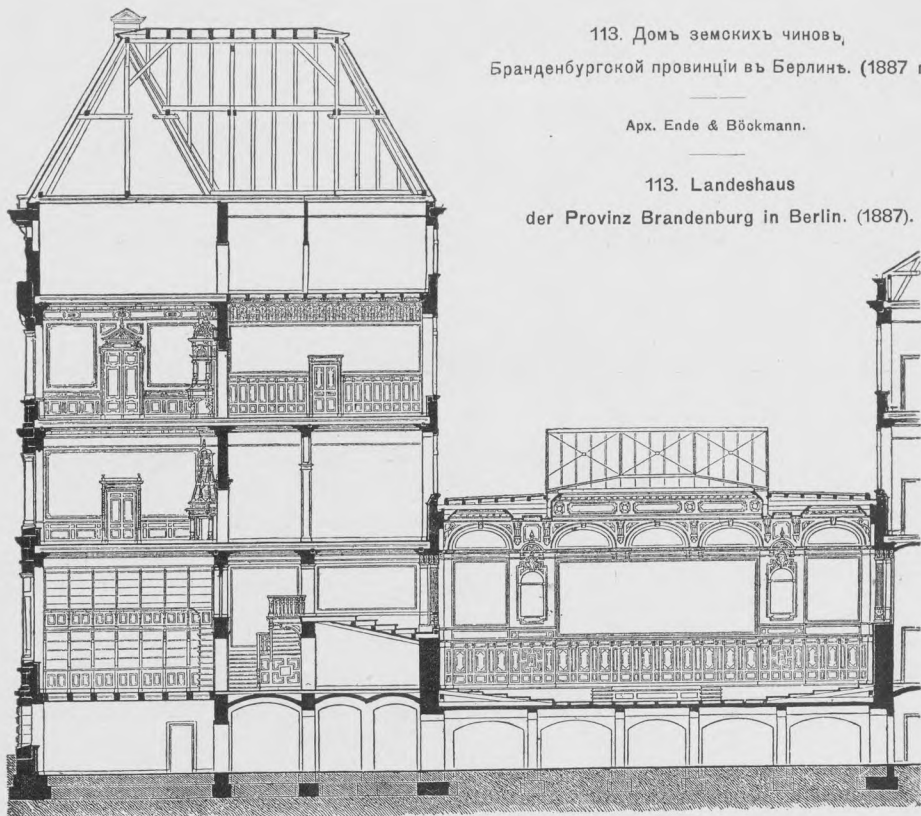 113. Домъ земскихъ чиновъ,
Бранденбургской провинціи въ Берлинѣ. (1887
Арх. Ende & Böckmann.
113. Landeshaus
der Provinz Brandenburg in Berlin. (1887).